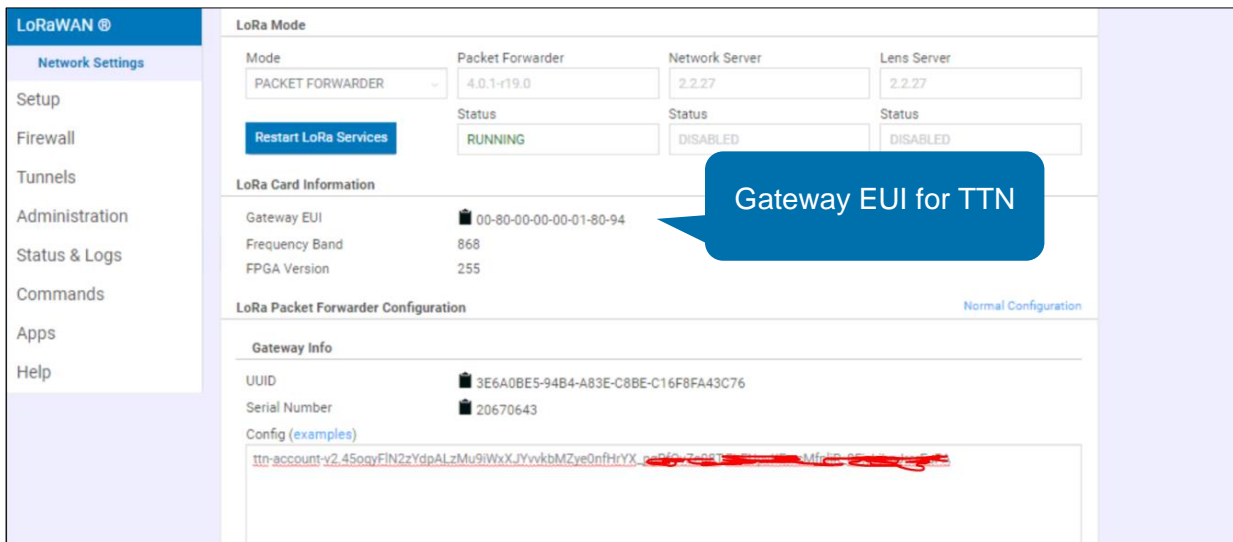 LoRaWAN ®
Network Settings
Setup
Firewall
Tunnels
Administration
Status & Logs
Commands
Apps
Help
LoRa Mode
Mode Packet Forwarder Network Server Lens Server
PACKET FORWARDER 4.0.1-r19.0 2.2.27 2.2.27
Status Status Status
Restart LoRa Services RUNNING DISABLED DISABLED
LoRa Card Information
Gateway EUI 00-80-00-00-00-01-80-94
Frequency Band 868
FPGA Version 255
Gateway EUI for TTN
LoRa Packet Forwarder Configuration Normal Configuration
Gateway Info
UUID 3E6A0BE5-94B4-A83E-C8BE-C16F8FA43C76
Serial Number 20670643
Config (examples)